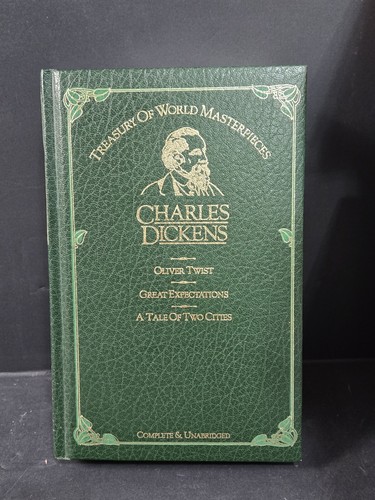 Treasury Of World Masterpieces
CHARLES
DICKENS
Oliver Twist
Great Expectations
A Tale Of Two Cities
Complete & Unabridged